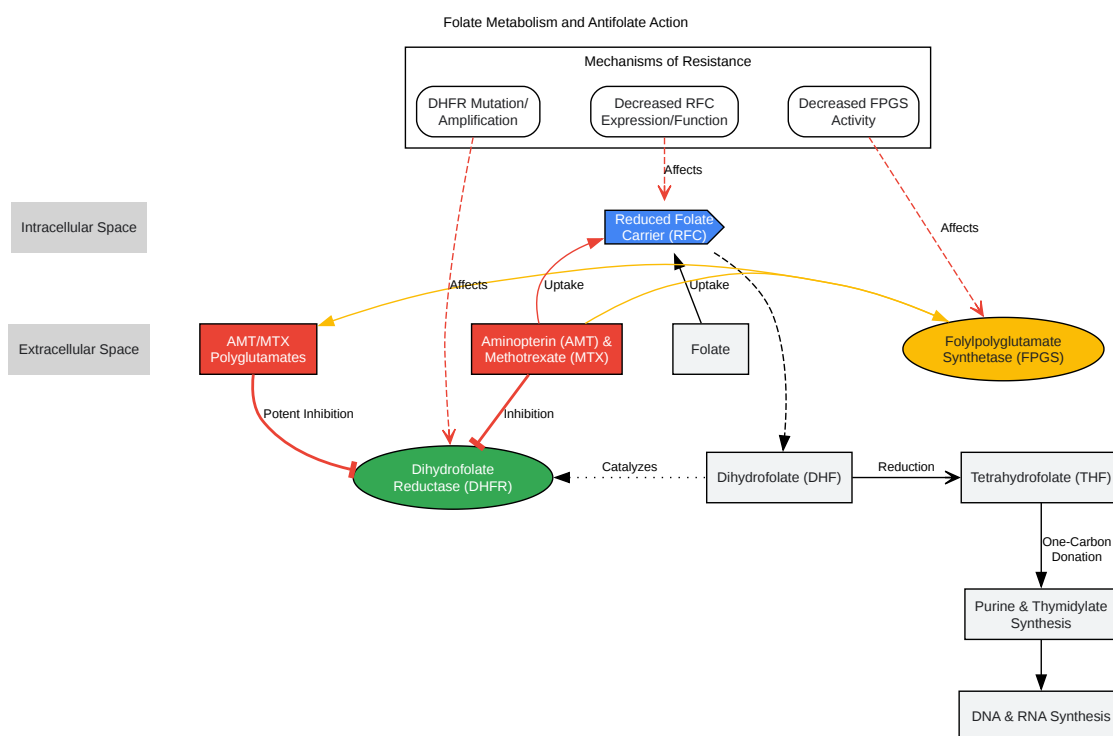 Folate Metabolism and Antifolate Action
Mechanisms of Resistance
DHFR Mutation/
Amplification
Decreased RFC
Expression/Function
Decreased FPGS
Activity
Affects
Intracellular Space
Reduced Folate
Carrier (RFC)
Affects
Affects
Uptake
Uptake
Extracellular Space
AMT/MTX
Polyglutamates
Aminopterin (AMT) &
Methotrexate (MTX)
Folate
Folylpolyglutamate
Synthetase (FPGS)
Potent Inhibition
Inhibition
Dihydrofolate
Reductase (DHFR)
Catalyzes
Dihydrofolate (DHF)
Reduction
Tetrahydrofolate (THF)
One-Carbon
Donation
Purine & Thymidylate
Synthesis
DNA & RNA Synthesis